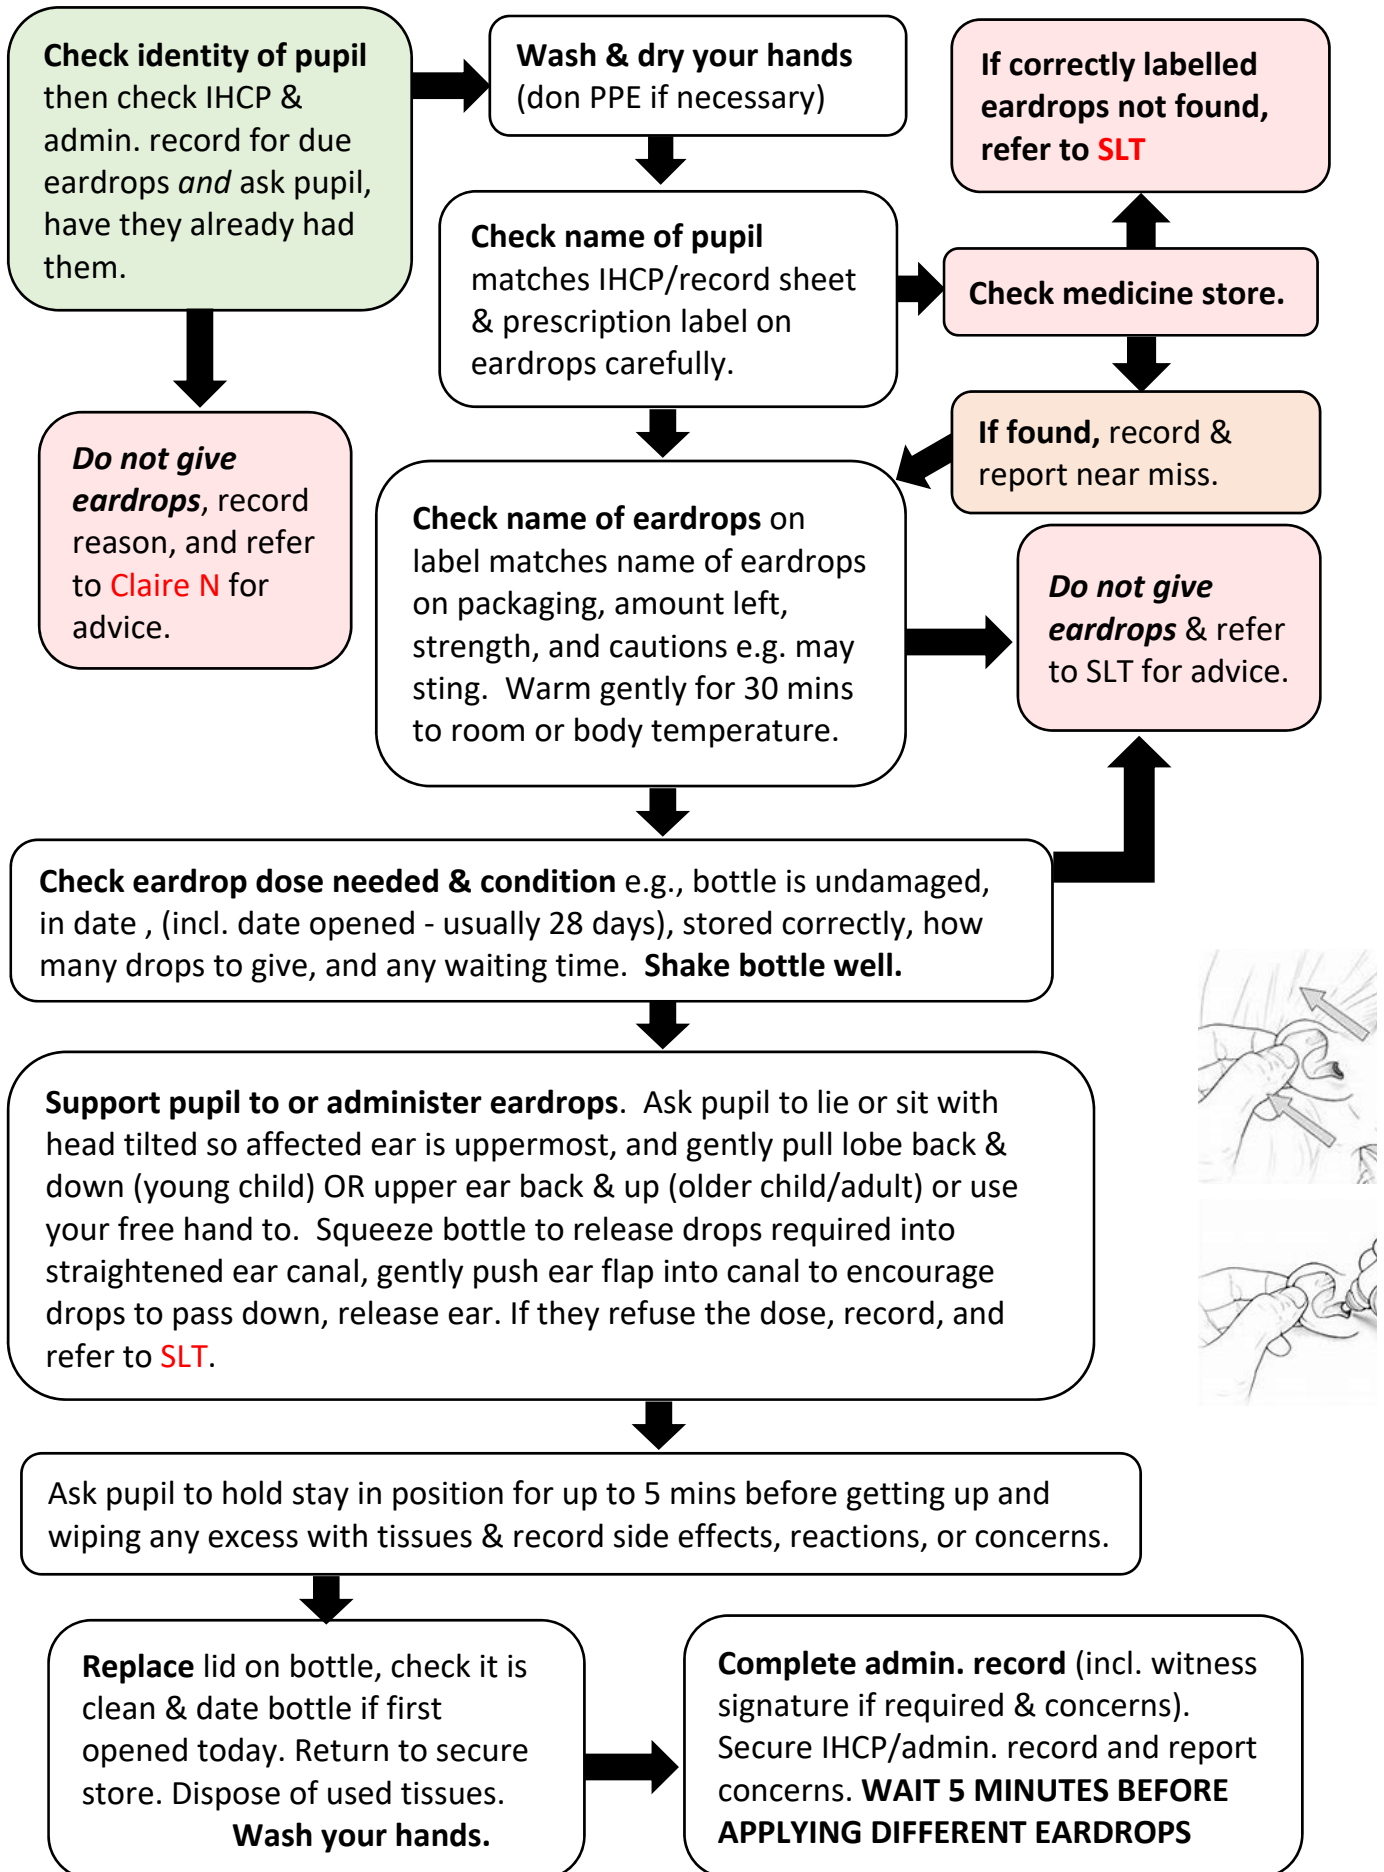 Check identity of pupil
then check IHCP &
admin. record for due
eardrops and ask pupil,
have they already had
them.
Wash & dry your hands
(don PPE if necessary)
If correctly labelled
eardrops not found,
refer to SLT
Check name of pupil
matches IHCP/record sheet
& prescription label on
eardrops carefully.
Check medicine store.
If found, record &
report near miss.
Do not give
eardrops, record
reason, and refer
to Claire N for
advice.
Check name of eardrops on
label matches name of eardrops
on packaging, amount left,
strength, and cautions e.g. may
sting. Warm gently for 30 mins
to room or body temperature.
Do not give
eardrops & refer
to SLT for advice.
Check eardrop dose needed & condition e.g., bottle is undamaged,
in date , (incl. date opened - usually 28 days), stored correctly, how
many drops to give, and any waiting time. Shake bottle well.
Support pupil to or administer eardrops. Ask pupil to lie or sit with
head tilted so affected ear is uppermost, and gently pull lobe back &
down (young child) OR upper ear back & up (older child/adult) or use
your free hand to. Squeeze bottle to release drops required into
straightened ear canal, gently push ear flap into canal to encourage
drops to pass down, release ear. If they refuse the dose, record, and
refer to SLT.
Ask pupil to hold stay in position for up to 5 mins before getting up and
wiping any excess with tissues & record side effects, reactions, or concerns.
Replace lid on bottle, check it is
clean & date bottle if first
opened today. Return to secure
store. Dispose of used tissues.
Wash your hands.
Complete admin. record (incl. witness
signature if required & concerns).
Secure IHCP/admin. record and report
concerns. WAIT 5 MINUTES BEFORE
APPLYING DIFFERENT EARDROPS